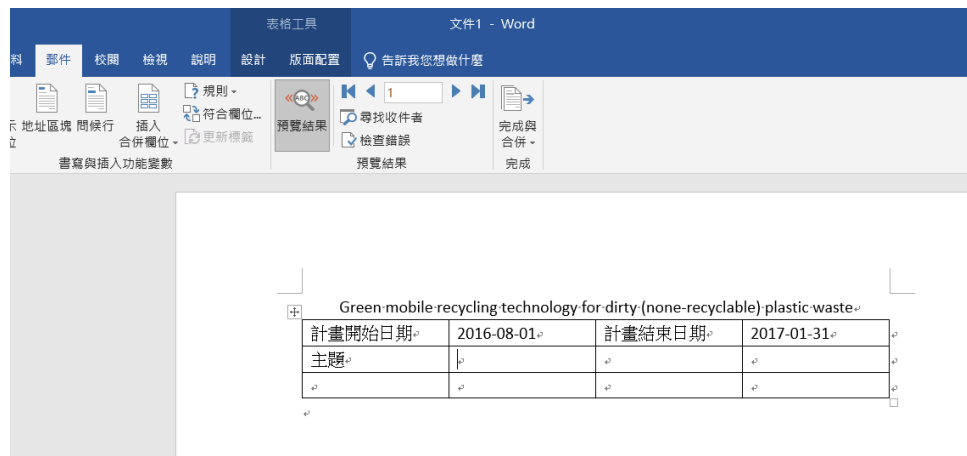 表格工具 文件1 - Word
料 郵件 校閱 檢視 說明 設計 版面配置 告訴我您想做什麼
規則
«ABC» 1
地址區塊 問候行 插入 合併欄位 符合欄位... 預覽結果 尋找收件者 完成與 合併
更新標籤 檢查錯誤
書寫與插入功能變數 預覽結果 完成
Green mobile recycling technology for dirty (none-recyclable) plastic waste
計畫開始日期 2016-08-01 計畫結束日期 2017-01-31
主題